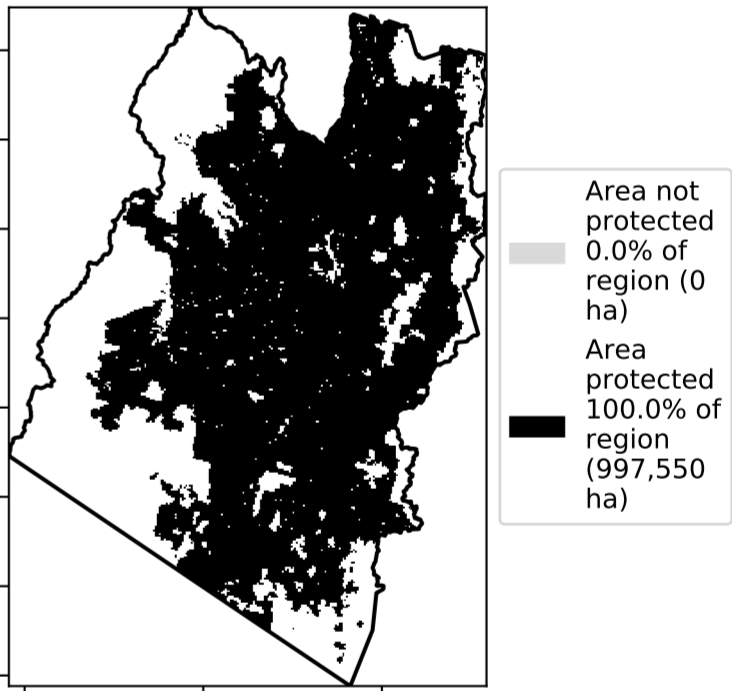 Area not
protected
0.0% of
region (0
ha)
Area
protected
100.0% of
region
(997,550
ha)